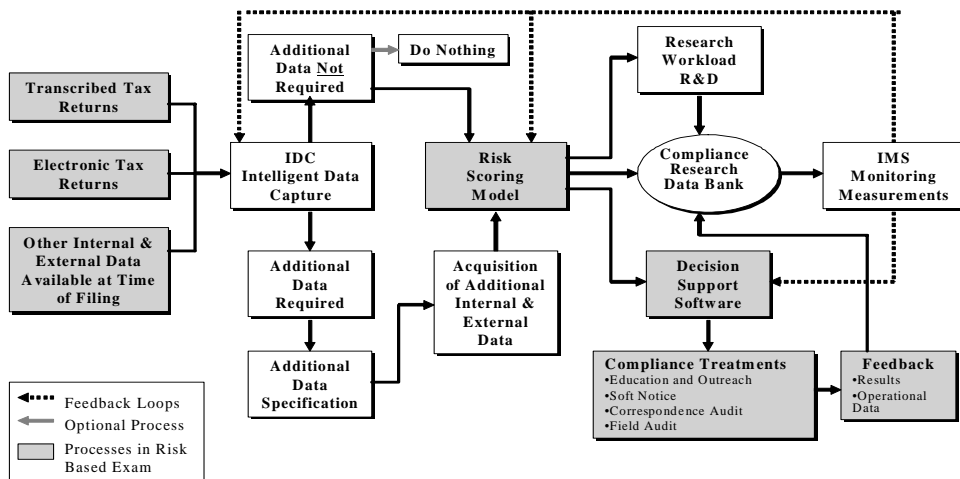 Transcribed Tax
Returns
Electronic Tax
Returns
Other Internal &
External Data
Available at Time
of Filing
Additional
Data Not
Required
Do Nothing
IDC
Intelligent Data
Capture
Additional
Data
Required
Additional
Data
Specification
Acquisition
of Additional
Internal &
External
Data
Risk
Scoring
Model
Research
Workload
R&D
Compliance
Research
Data Bank
IMS
Monitoring
Measurements
Decision
Support
Software
Compliance Treatments
•Education and Outreach
•Soft Notice
•Correspondence Audit
•Field Audit
Feedback
•Results
•Operational
Data
Feedback Loops
Optional Process
Processes in Risk
Based Exam